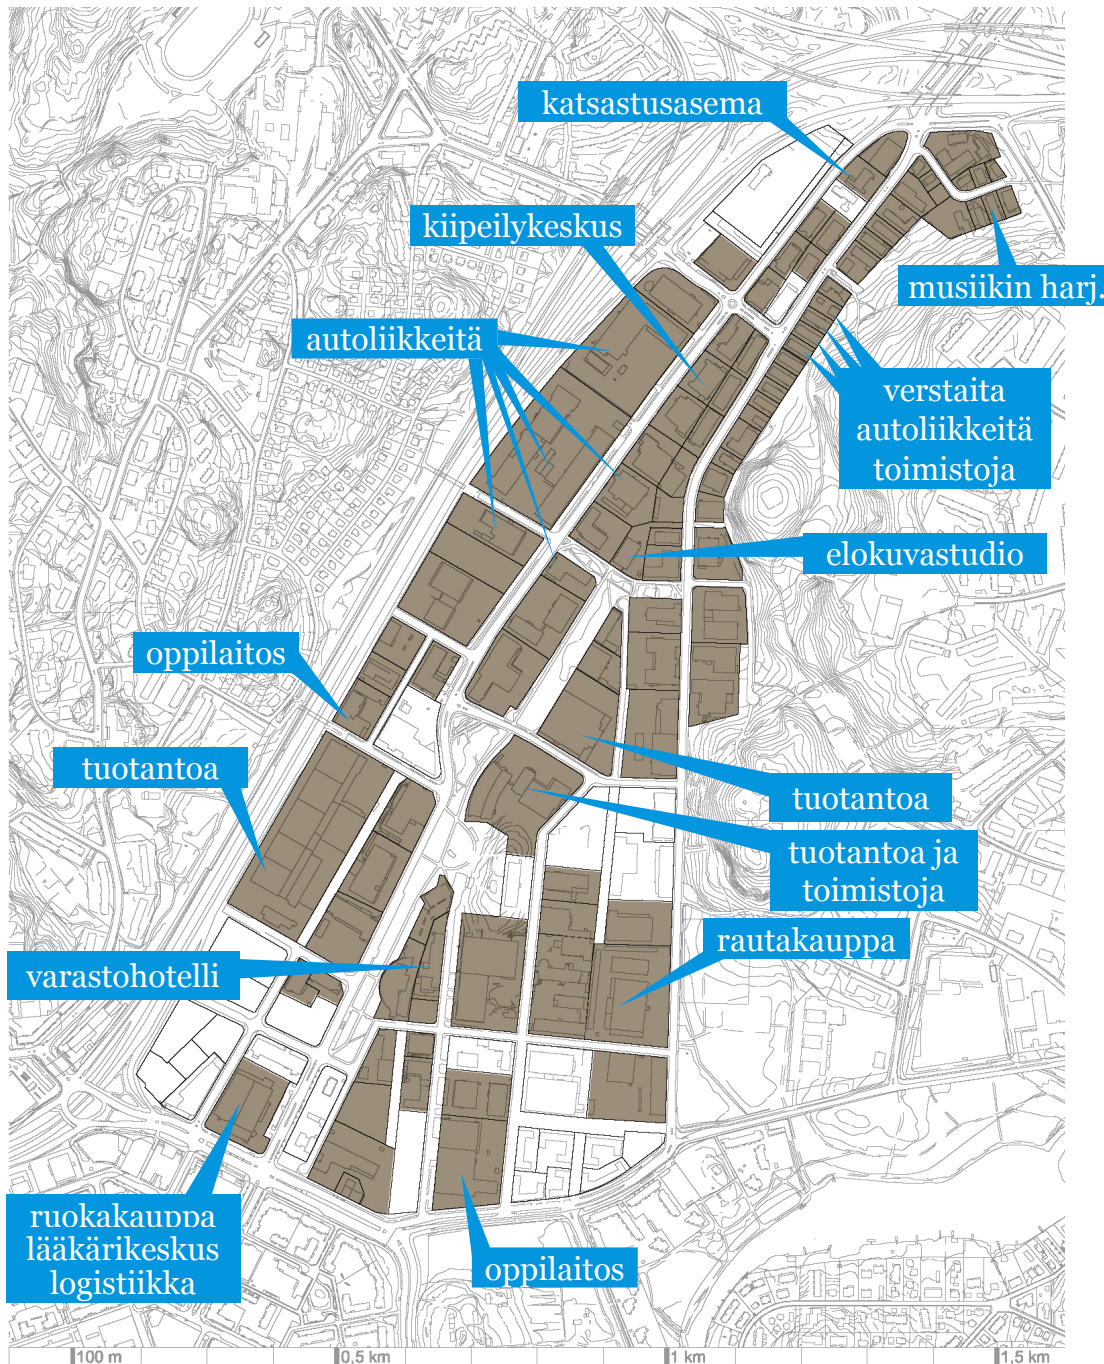 katsastusasema
kiipeilykeskus
musiikin harj.
autoliikkeitä
verstaita
autoliikkeitä
toimistoja
elokuvastudio
oppilaitos
tuotantoa
tuotantoa
tuotantoa ja
toimistoja
rautakauppa
varastohotelli
ruokakauppa
lääkärikeskus
logistiikka
oppilaitos
100 m
0,5 km
1 km
1,5 km